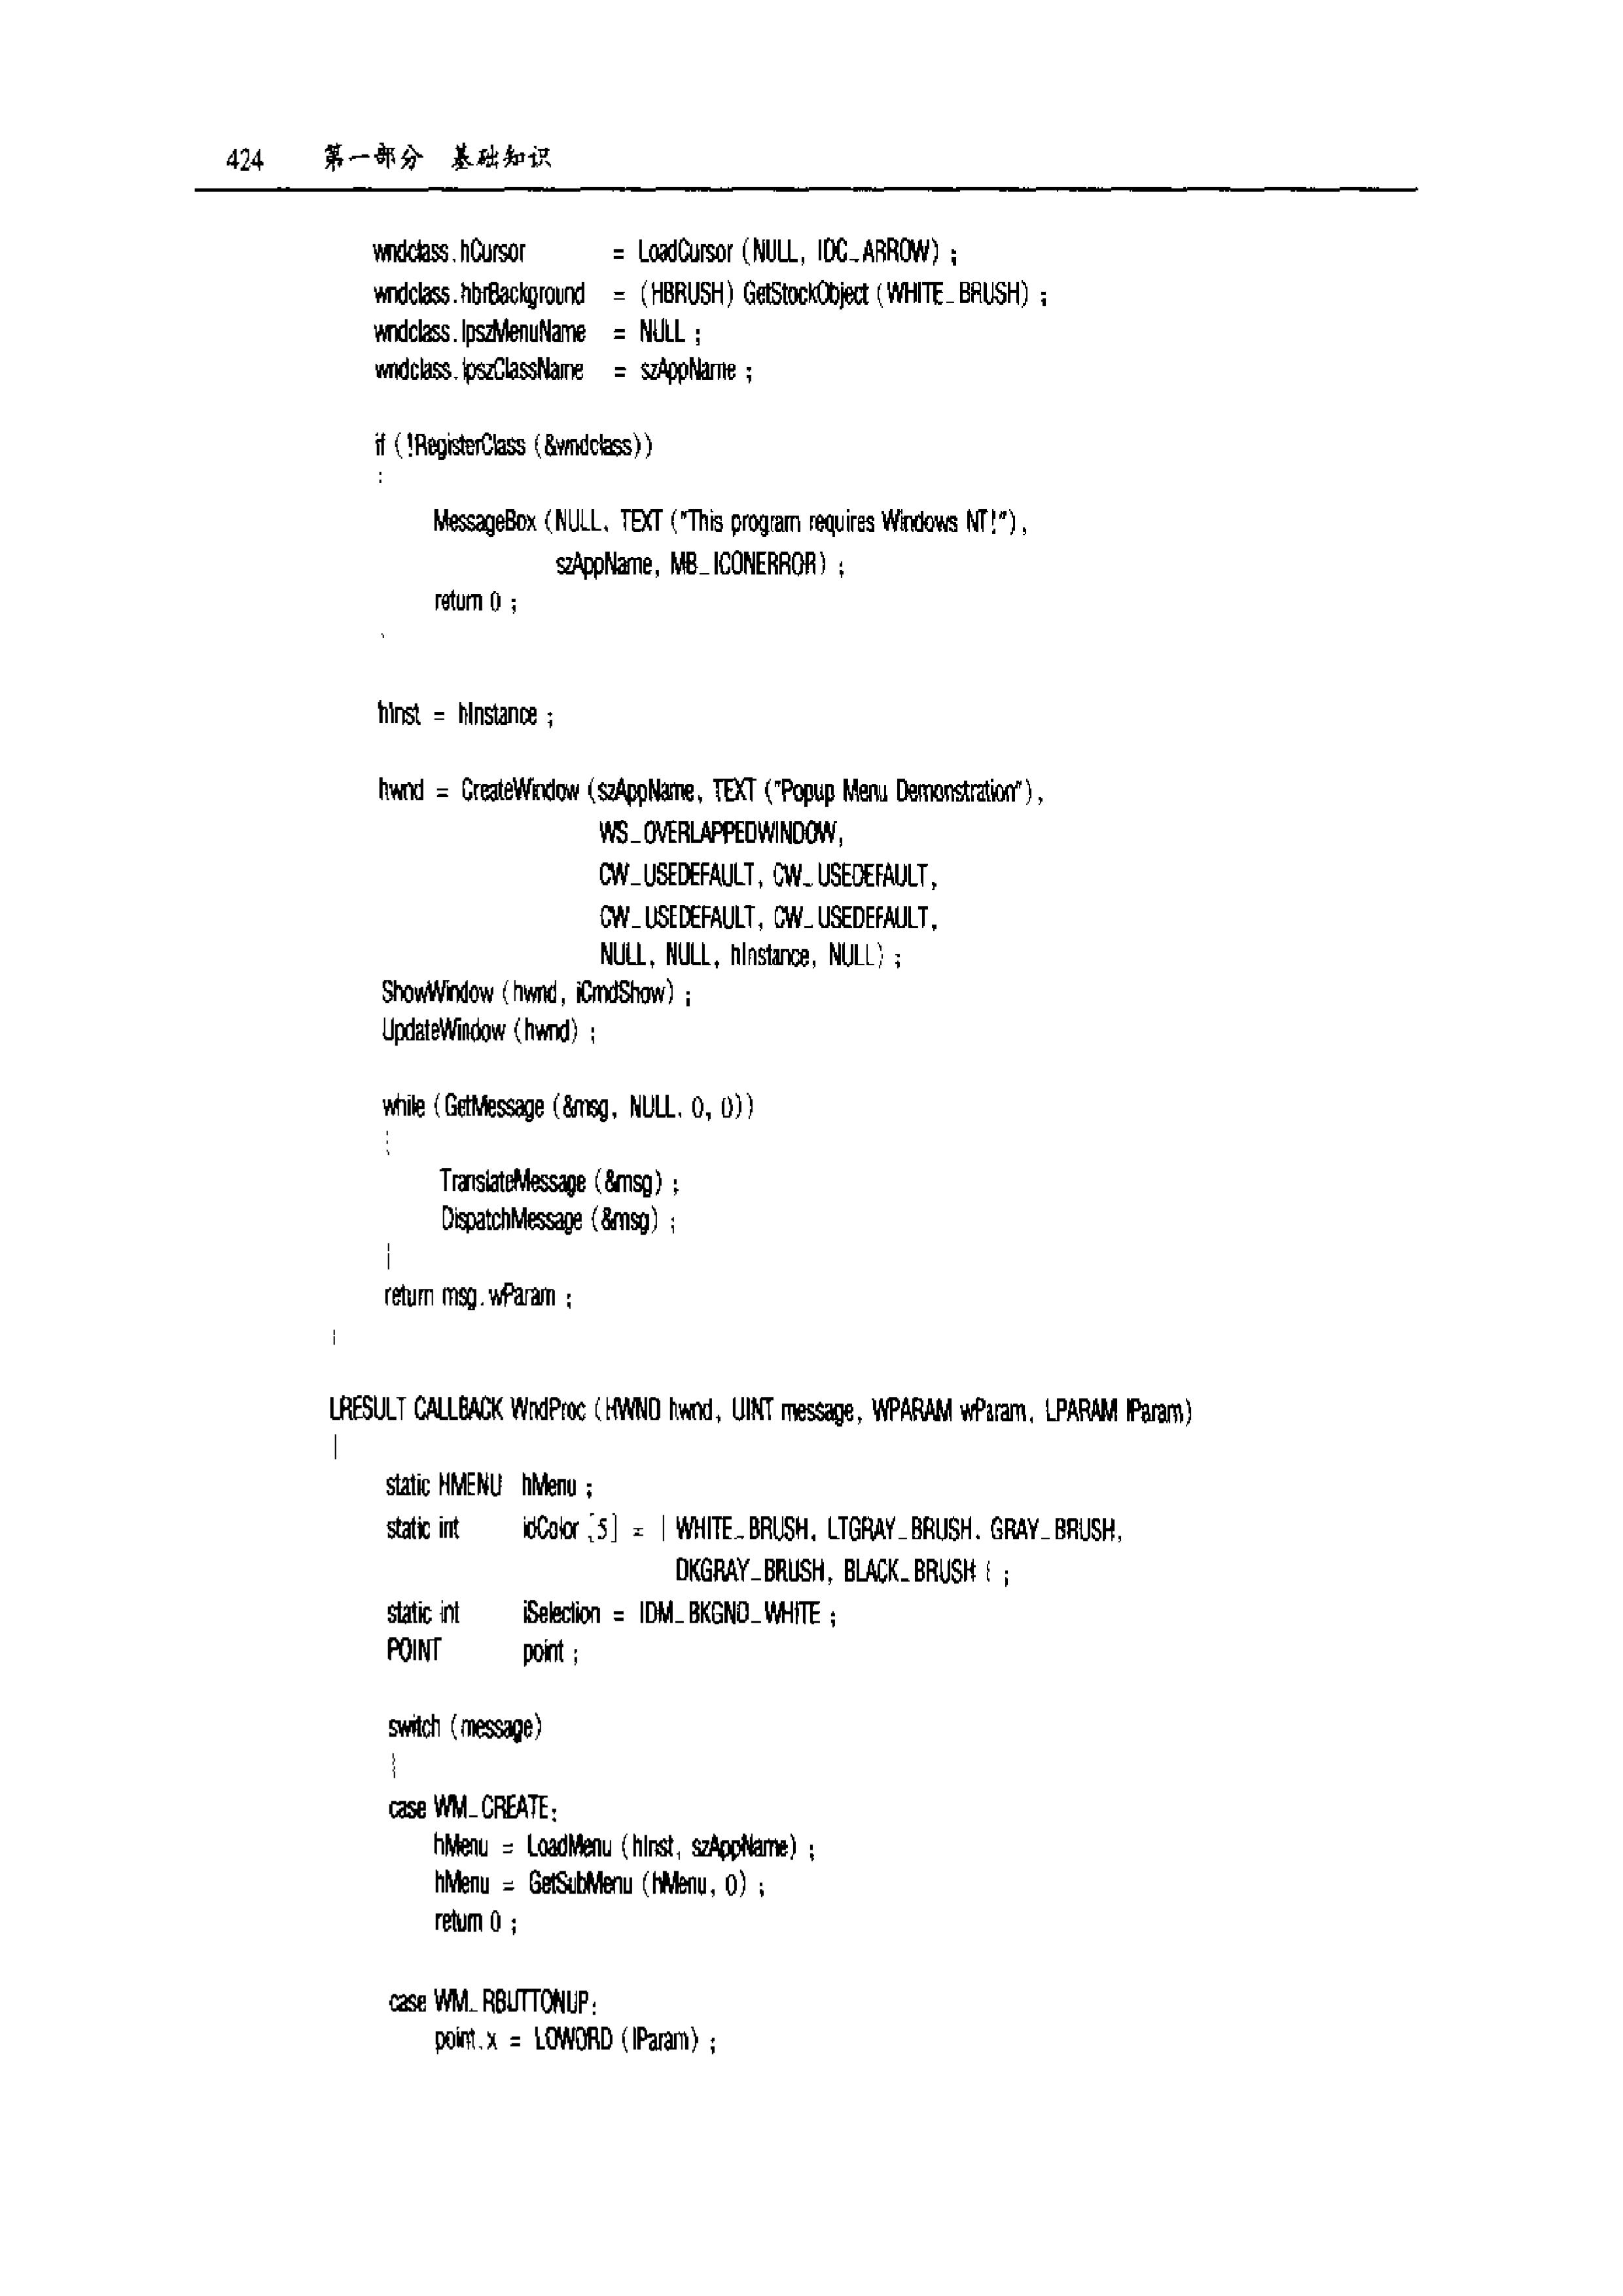 424 第一部分 基础知识
wndclass.hCursor = LoadCursor (NULL, IDC_ARROW) ;
wndclass.hbrBackground = (HBRUSH) GetStockObject (WHITE_BRUSH) ;
wndclass.lpszMenuName = NULL ;
wndclass.lpszClassName = szAppName ;
if (!RegisterClass (&wndclass))
{
MessageBox (NULL, TEXT ("This program requires Windows NT!"),
szAppName, MB_ICONERROR) ;
return 0 ;
}
hInst = hInstance ;
hwnd = CreateWindow (szAppName, TEXT ("Popup Menu Demonstration"),
WS_OVERLAPPEDWINDOW,
CW_USEDEFAULT, CW_USEDEFAULT,
CW_USEDEFAULT, CW_USEDEFAULT,
NULL, NULL, hInstance, NULL) ;
ShowWindow (hwnd, iCmdShow) ;
UpdateWindow (hwnd) ;
while (GetMessage (&msg, NULL, 0, 0))
{
TranslateMessage (&msg) ;
DispatchMessage (&msg) ;
}
return msg.wParam ;
}
LRESULT CALLBACK WndProc (HWND hwnd, UINT message, WPARAM wParam, LPARAM lParam)
{
static HMENU hMenu ;
static int idColor [5] = { WHITE_BRUSH, LTGRAY_BRUSH, GRAY_BRUSH,
DKGRAY_BRUSH, BLACK_BRUSH } ;
static int iSelection = IDM_BKGND_WHITE ;
POINT point ;
switch (message)
{
case WM_CREATE:
hMenu = LoadMenu (hInst, szAppName) ;
hMenu = GetSubMenu (hMenu, 0) ;
return 0 ;
case WM_RBUTTONUP:
point.x = LOWORD (lParam) ;